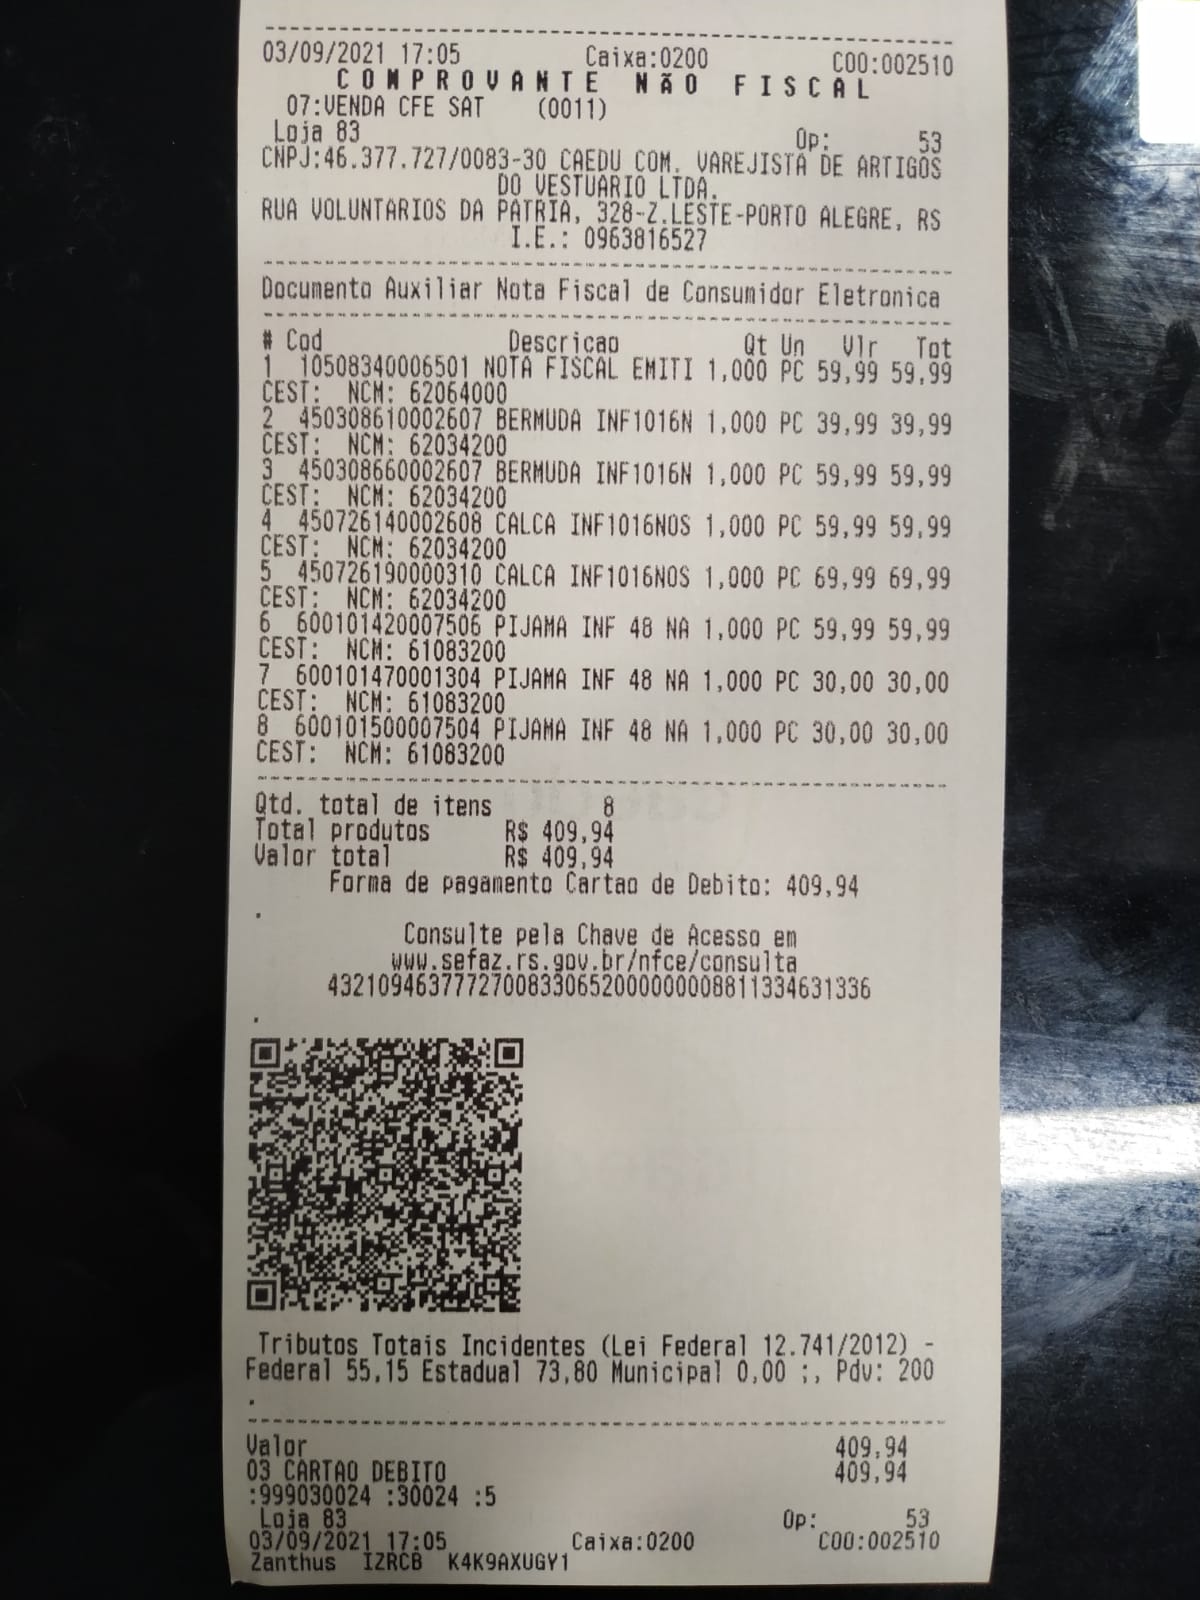 03/09/2021 17:05 Caixa:0200 COO:002510
COMPROVANTE NãO FISCAL
07:VENDA CFE SAT (0011)
Loja 83 Op: 53
CNPJ:46.377.727/0083-30 CAEDU COM. VAREJISTA DE ARTIGOS
DO VESTUARIO LTDA.
RUA VOLUNTARIOS DA PATRIA, 328-Z.LESTE-PORTO ALEGRE, RS
I.E.: 0963816527
Documento Auxiliar Nota Fiscal de Consumidor Eletronica
# Cod Descricao Qt Un Vlr Tot
1 10508340006501 NOTA FISCAL EMITI 1,000 PC 59,99 59,99
CEST: NCM: 62064000
2 450308610002607 BERMUDA INF1016N 1,000 PC 39,99 39,99
CEST: NCM: 62034200
3 450308660002607 BERMUDA INF1016N 1,000 PC 59,99 59,99
CEST: NCM: 62034200
4 450726140002608 CALCA INF1016NOS 1,000 PC 59,99 59,99
CEST: NCM: 62034200
5 450726190000310 CALCA INF1016NOS 1,000 PC 69,99 69,99
CEST: NCM: 62034200
6 600101420007506 PIJAMA INF 48 NA 1,000 PC 59,99 59,99
CEST: NCM: 61083200
7 600101470001304 PIJAMA INF 48 NA 1,000 PC 30,00 30,00
CEST: NCM: 61083200
8 600101500007504 PIJAMA INF 48 NA 1,000 PC 30,00 30,00
CEST: NCM: 61083200
Qtd. total de itens 8
Total produtos R$ 409,94
Valor total R$ 409,94
Forma de pagamento Cartao de Debito: 409,94
.
Consulte pela Chave de Acesso em
www.sefaz.rs.gov.br/nfce/consulta
4321094637772700833065200000008811334631336
.
Tributos Totais Incidentes (Lei Federal 12.741/2012) -
Federal 55,15 Estadual 73,80 Municipal 0,00 ;, Pdv: 200
.
Valor 409,94
03 CARTAO DEBITO 409,94
:999030024 :30024 :5
Loja 83 Op: 53
03/09/2021 17:05 Caixa:0200 COO:002510
Zanthus IZRCB K4K9AXUGY1